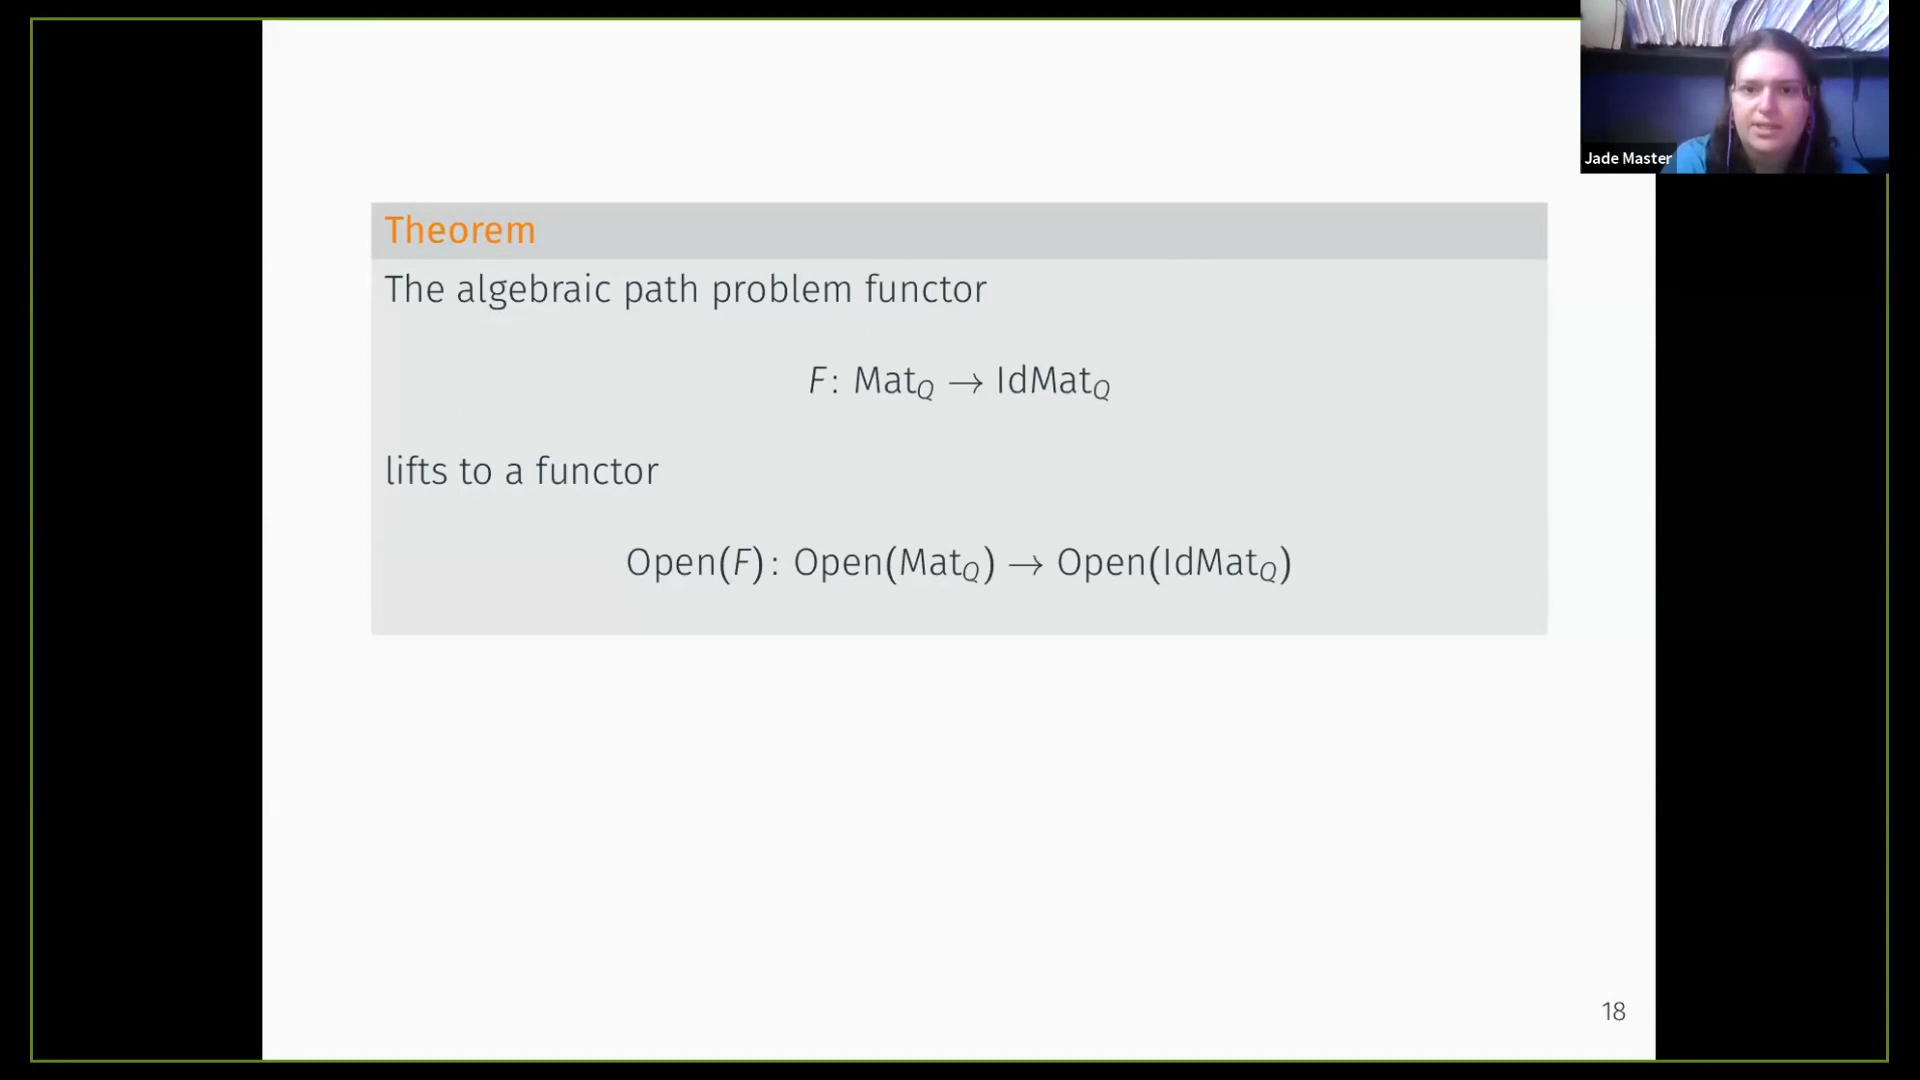 Jade Master
Theorem
The algebraic path problem functor
F: Mat_Q → IdMat_Q
lifts to a functor
Open(F): Open(Mat_Q) → Open(IdMat_Q)
18